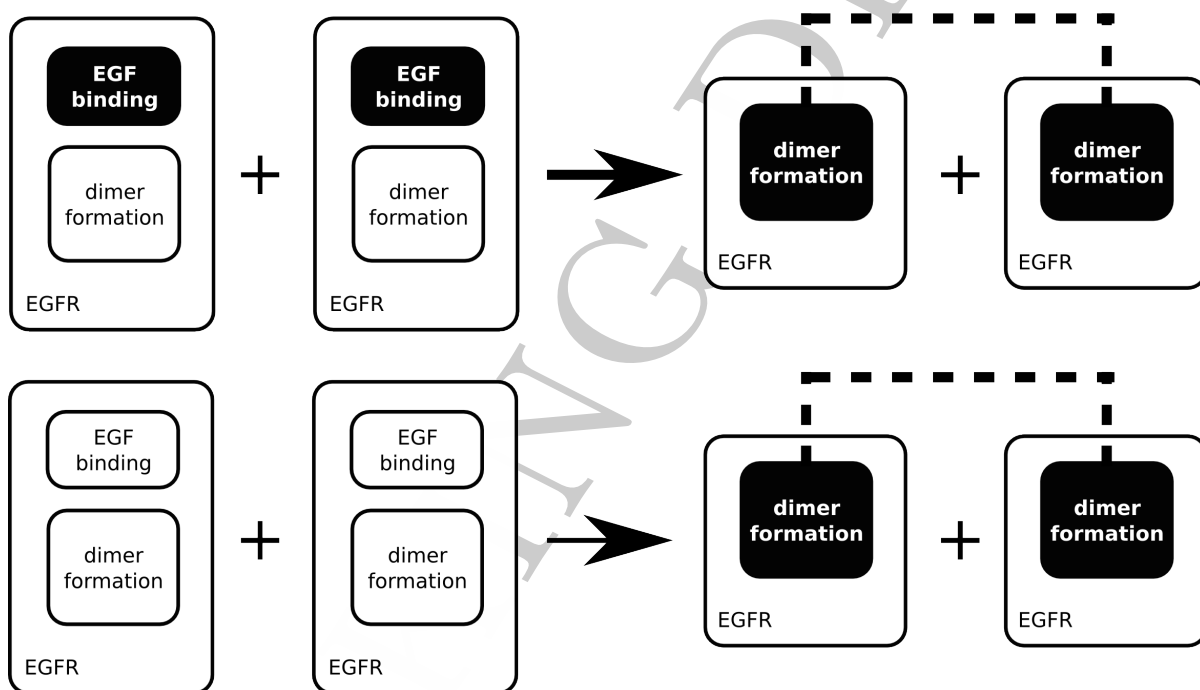 EGF
binding
EGF
binding
dimer
formation
dimer
formation
dimer
formation
dimer
formation
+
+
+
EGFR
EGFR
EGFR
EGFR
EGF
binding
EGF
binding
dimer
formation
dimer
formation
dimer
formation
dimer
formation
+
+
+
EGFR
EGFR
EGFR
EGFR
ING